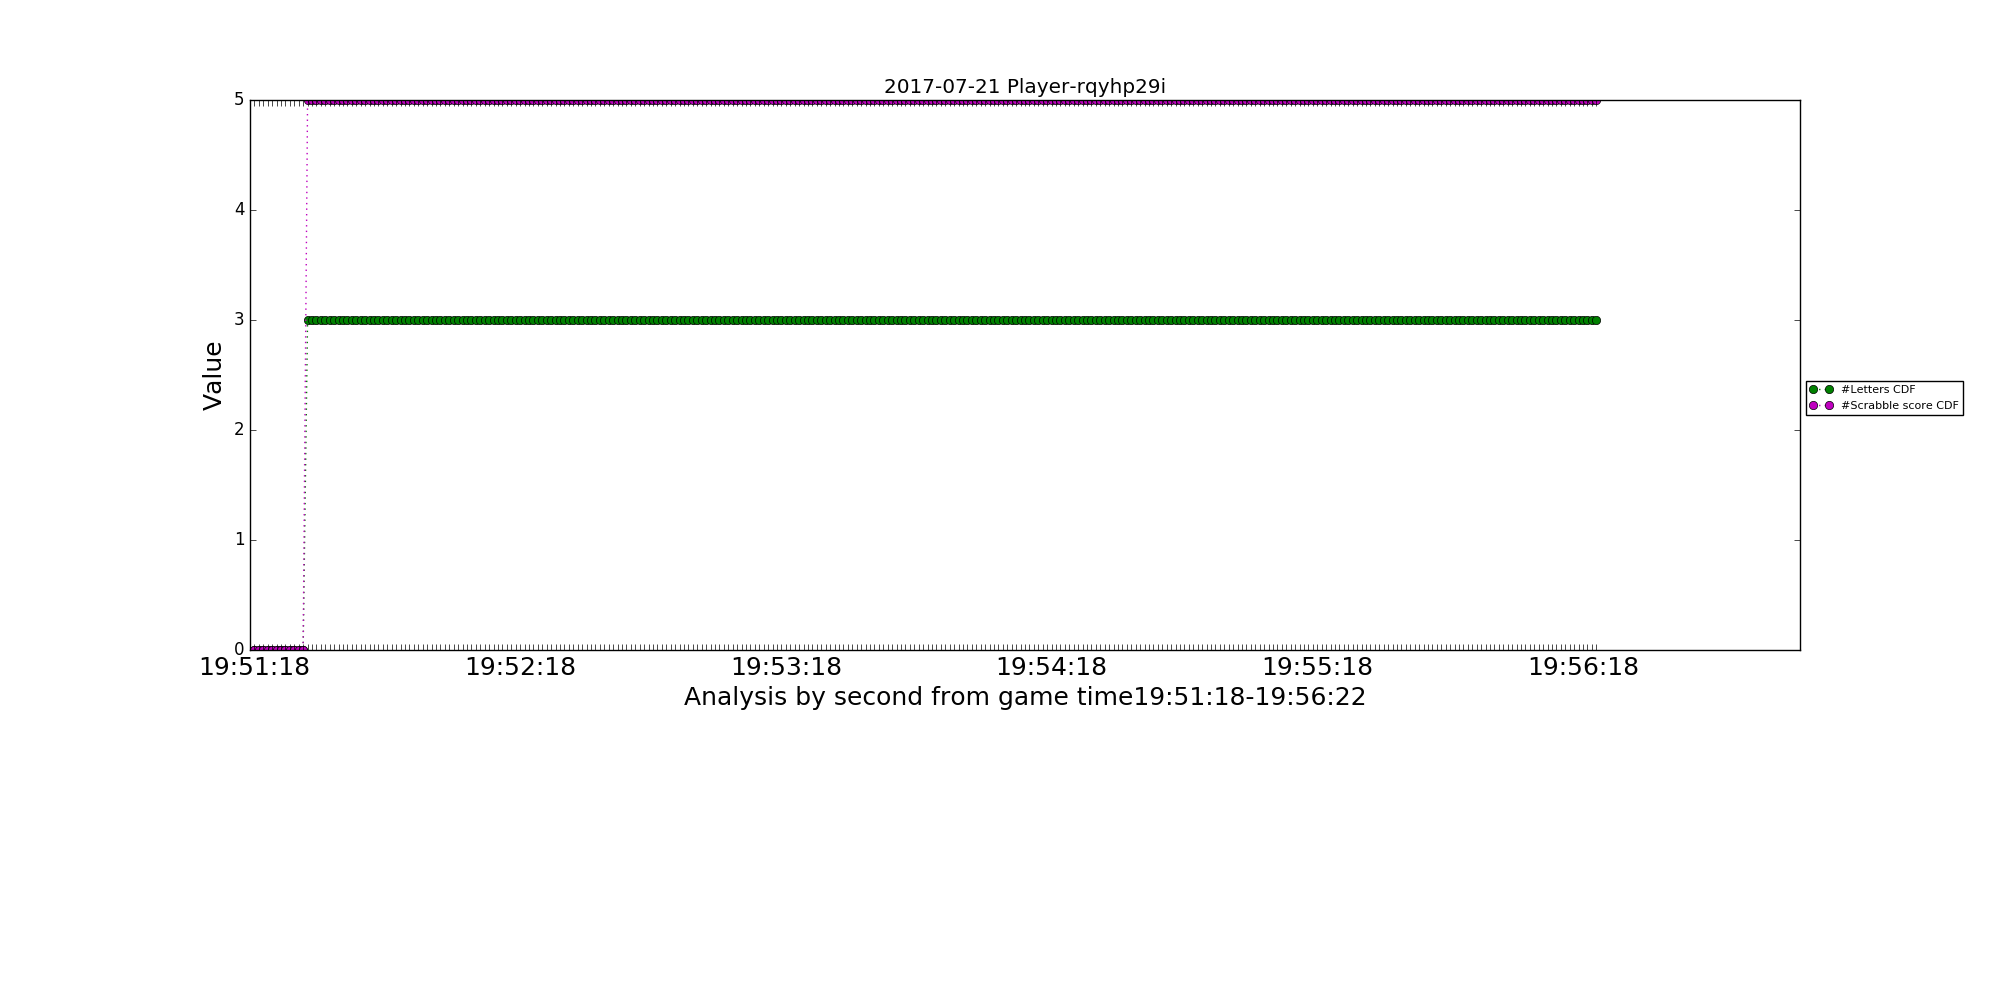 2017-07-21 Player-rqyhp29i
5
4
3
2
1
0
Value
19:51:18 19:52:18 19:53:18 19:54:18 19:55:18 19:56:18
Analysis by second from game time19:51:18-19:56:22
#Letters CDF
#Scrabble score CDF